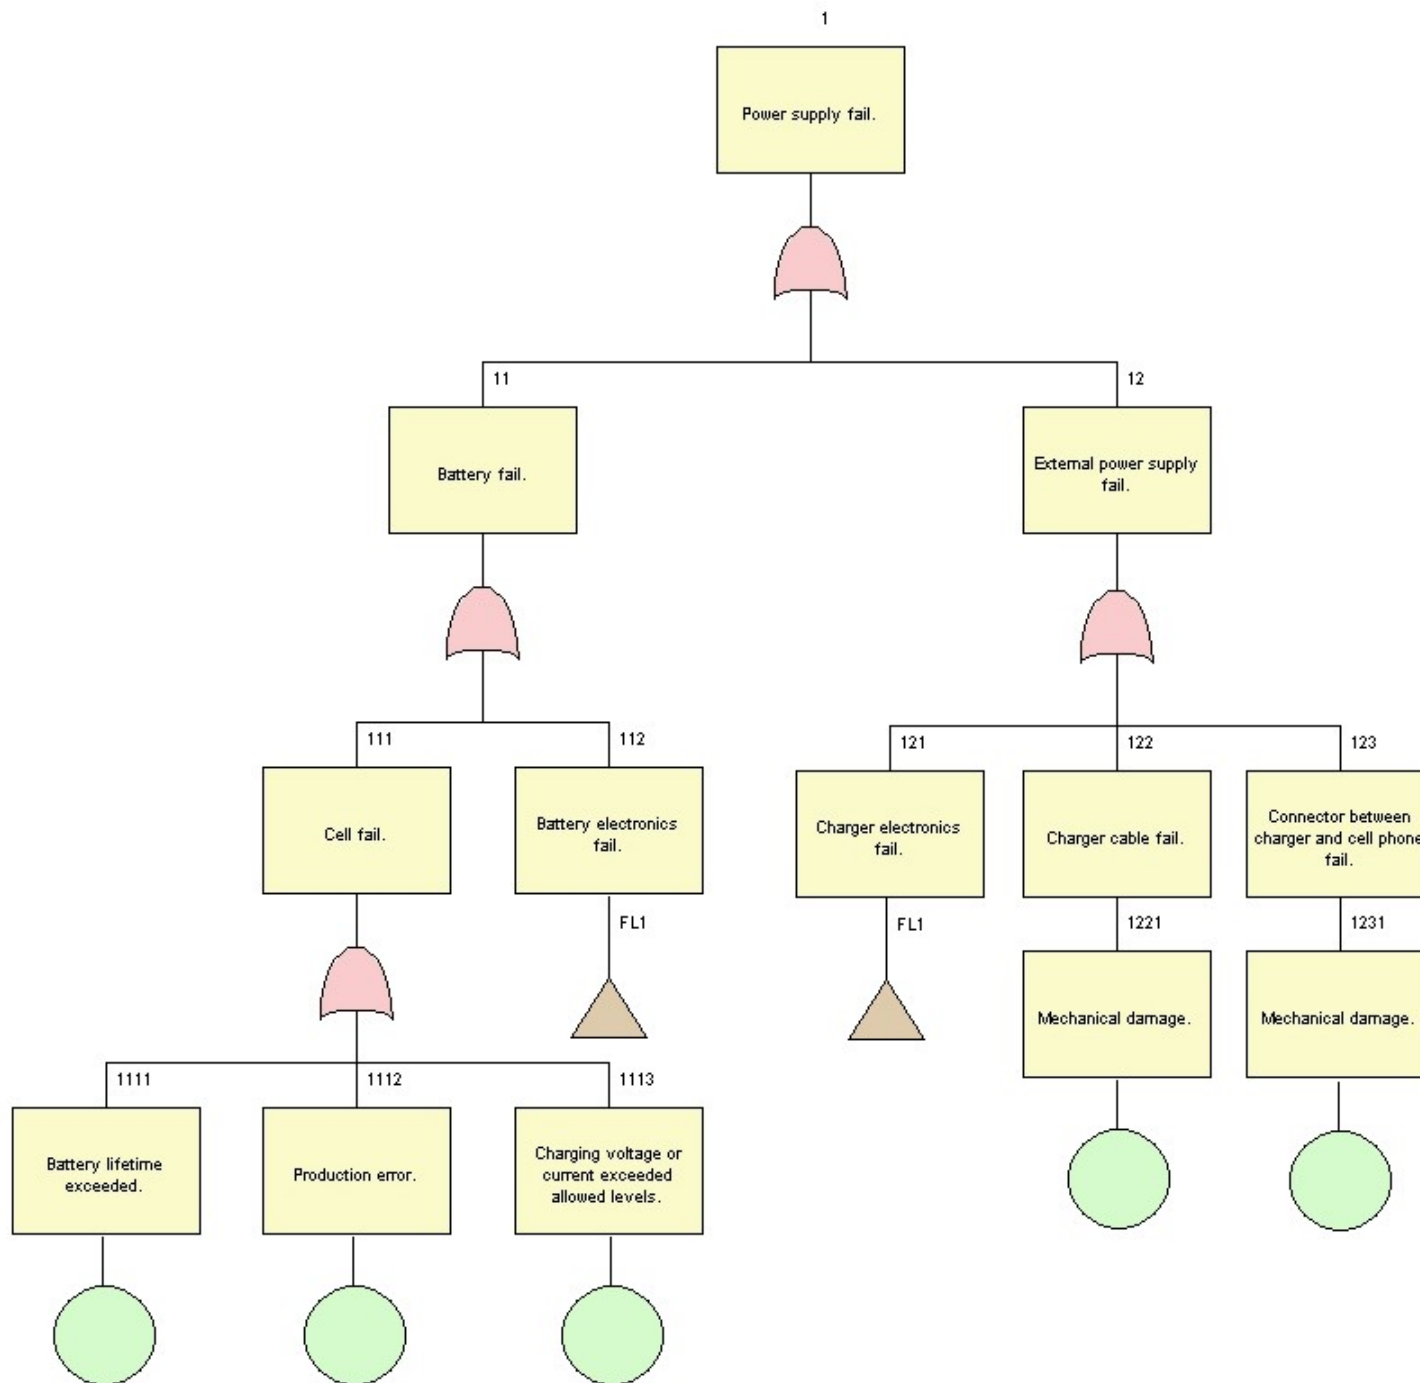 1
Power supply fail.
11
12
Battery fail.
External power supply
fail.
111
112
121
122
123
Cell fail.
Battery electronics
fail.
Charger electronics
fail.
Charger cable fail.
Connector between
charger and cell phone
fail.
FL1
FL1
1221
1231
Mechanical damage.
Mechanical damage.
1111
1112
1113
Battery lifetime
exceeded.
Production error.
Charging voltage or
current exceeded
allowed levels.